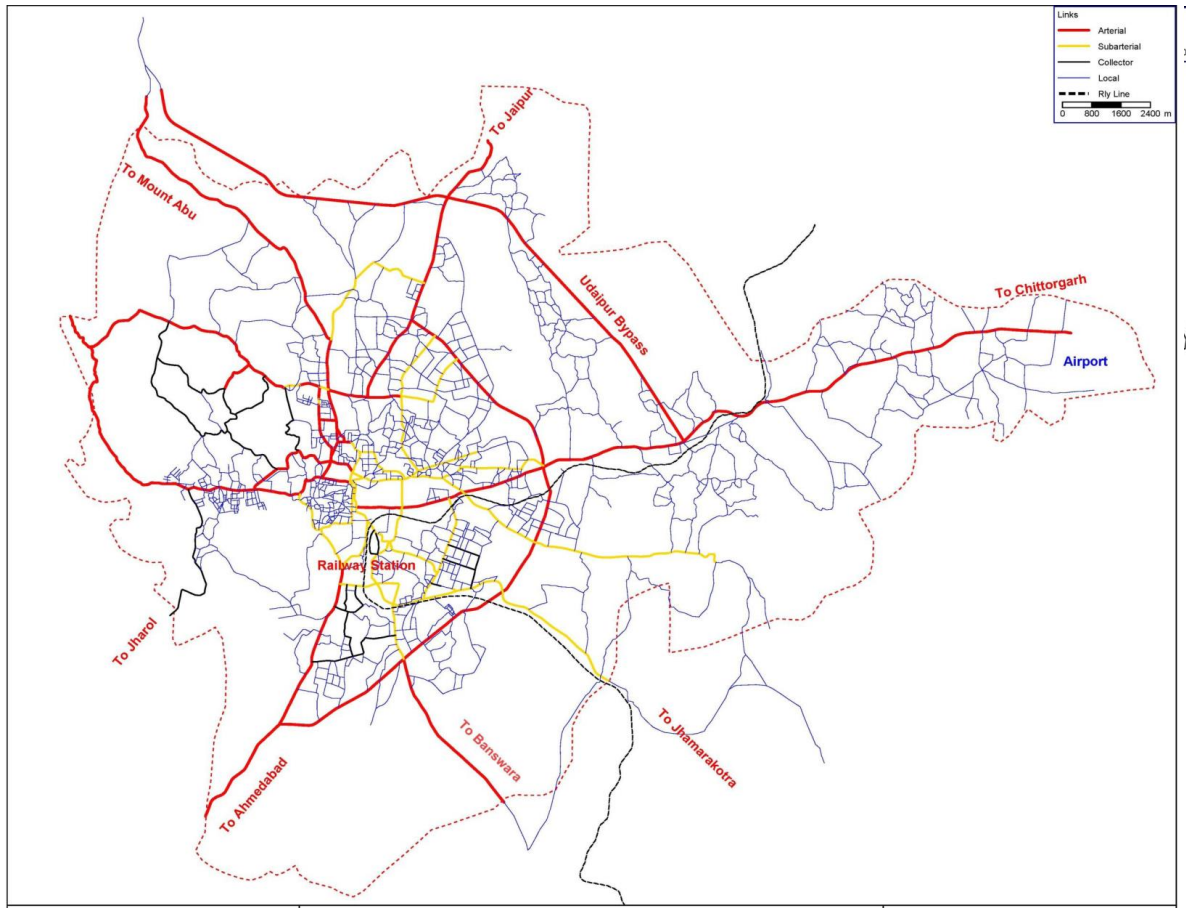 Links
Arterial
Subarterial
Collector
Local
Rly Line
0 800 1600 2400 m
To Jaipur
To Mount Abu
Udaipur Bypass
To Chittorgarh
Airport
Railway Station
To Jharol
To Banswara
To Jhamarakotra
To Ahmedabad